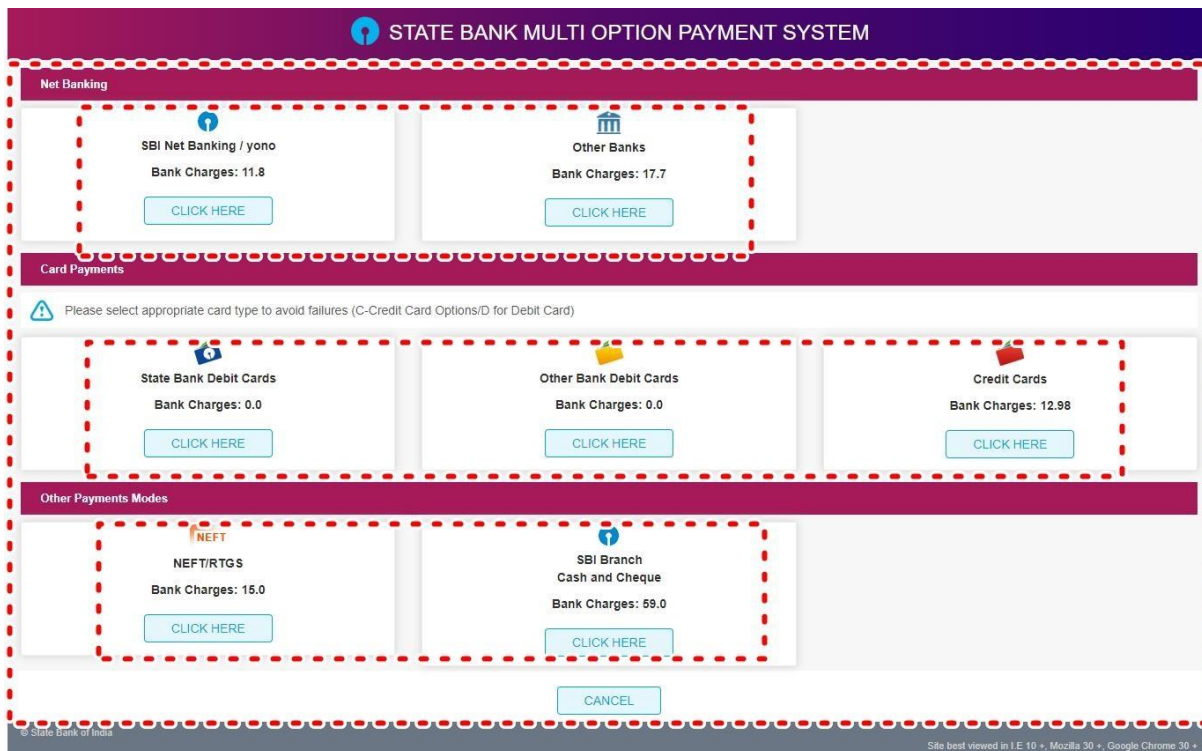 STATE BANK MULTI OPTION PAYMENT SYSTEM
Net Banking
SBI Net Banking / yono
Bank Charges: 11.8
CLICK HERE
Other Banks
Bank Charges: 17.7
CLICK HERE
Card Payments
Please select appropriate card type to avoid failures (C-Credit Card Options/D for Debit Card)
State Bank Debit Cards
Bank Charges: 0.0
CLICK HERE
Other Bank Debit Cards
Bank Charges: 0.0
CLICK HERE
Credit Cards
Bank Charges: 12.98
CLICK HERE
Other Payments Modes
NEFT
NEFT/RTGS
Bank Charges: 15.0
CLICK HERE
SBI Branch
Cash and Cheque
Bank Charges: 59.0
CLICK HERE
CANCEL
© State Bank of India
Site best viewed in I.E 10 +, Mozilla 30 +, Google Chrome 30 +